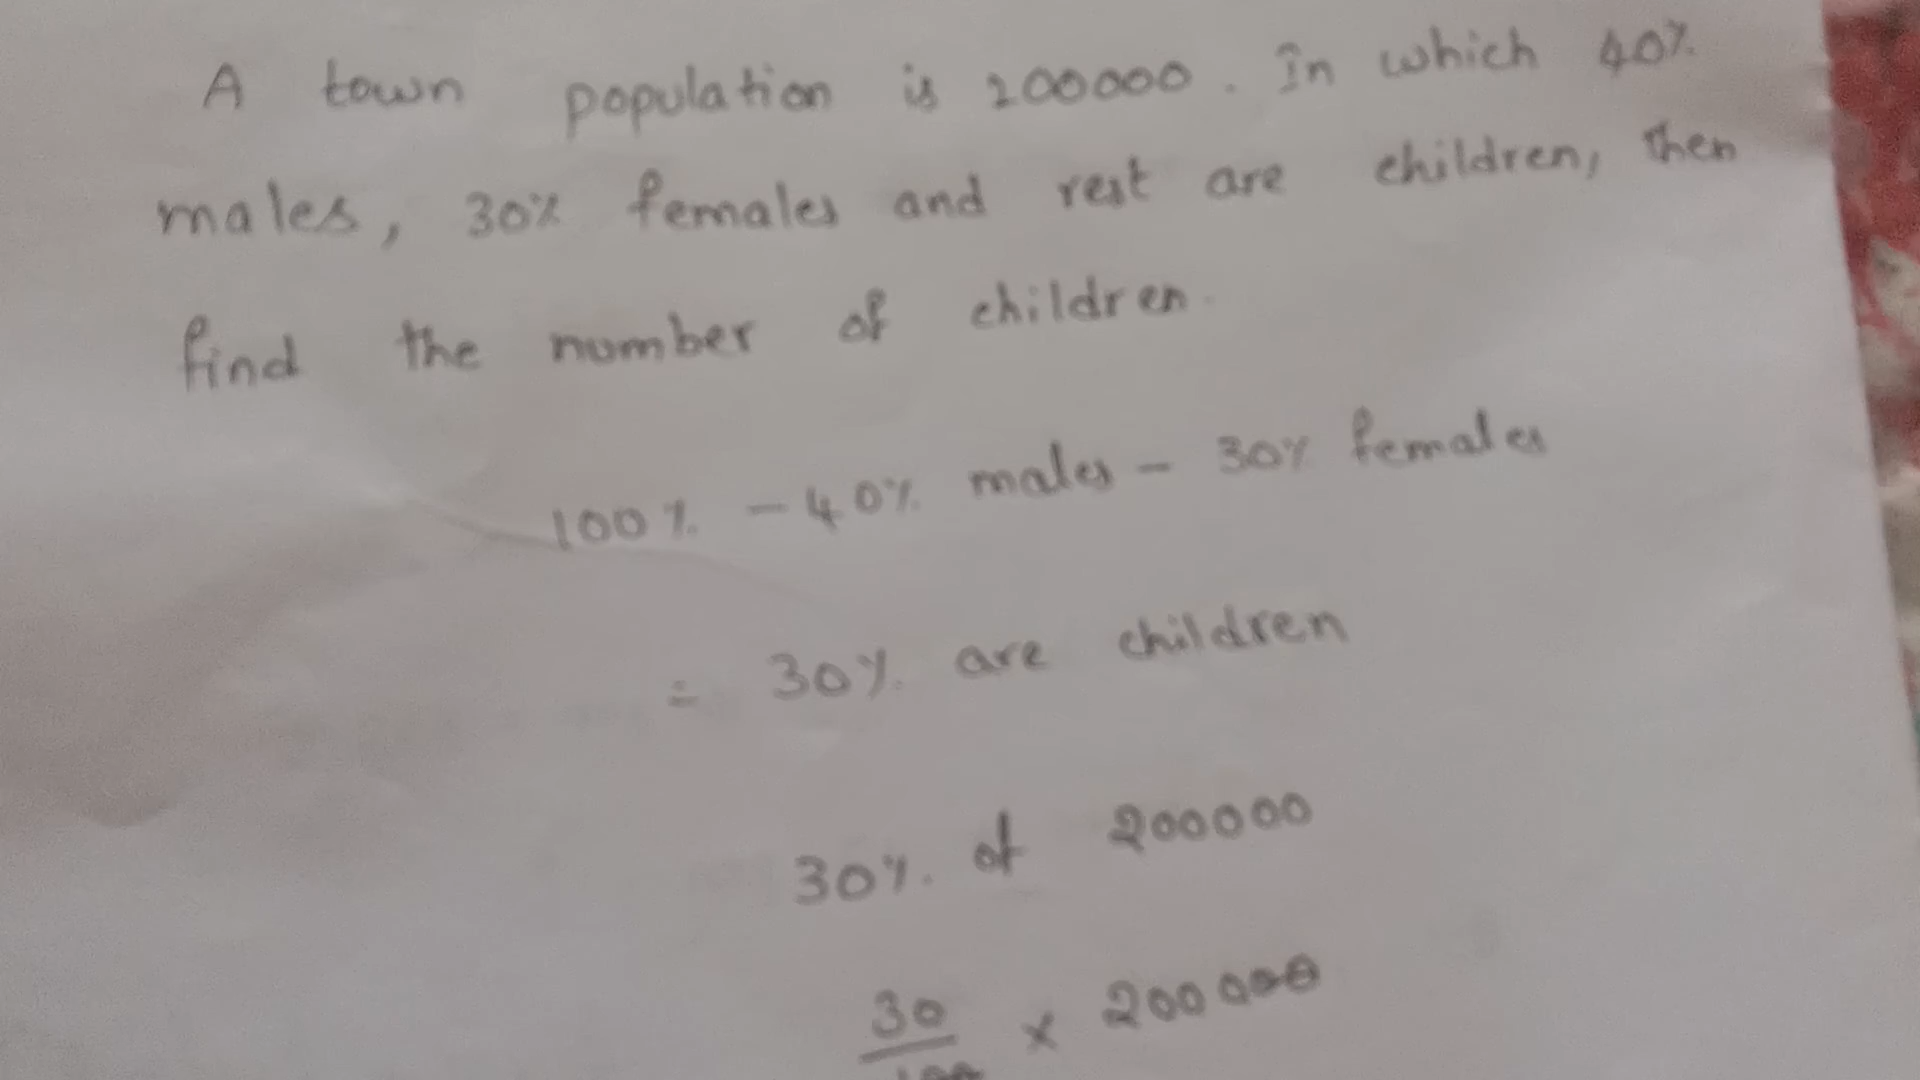 A town population is 200000. In which 40%
males, 30% females and rest are children, then
find the number of children.
100% - 40% males - 30% females
= 30% are children
30% of 200000
30/100 x 200000